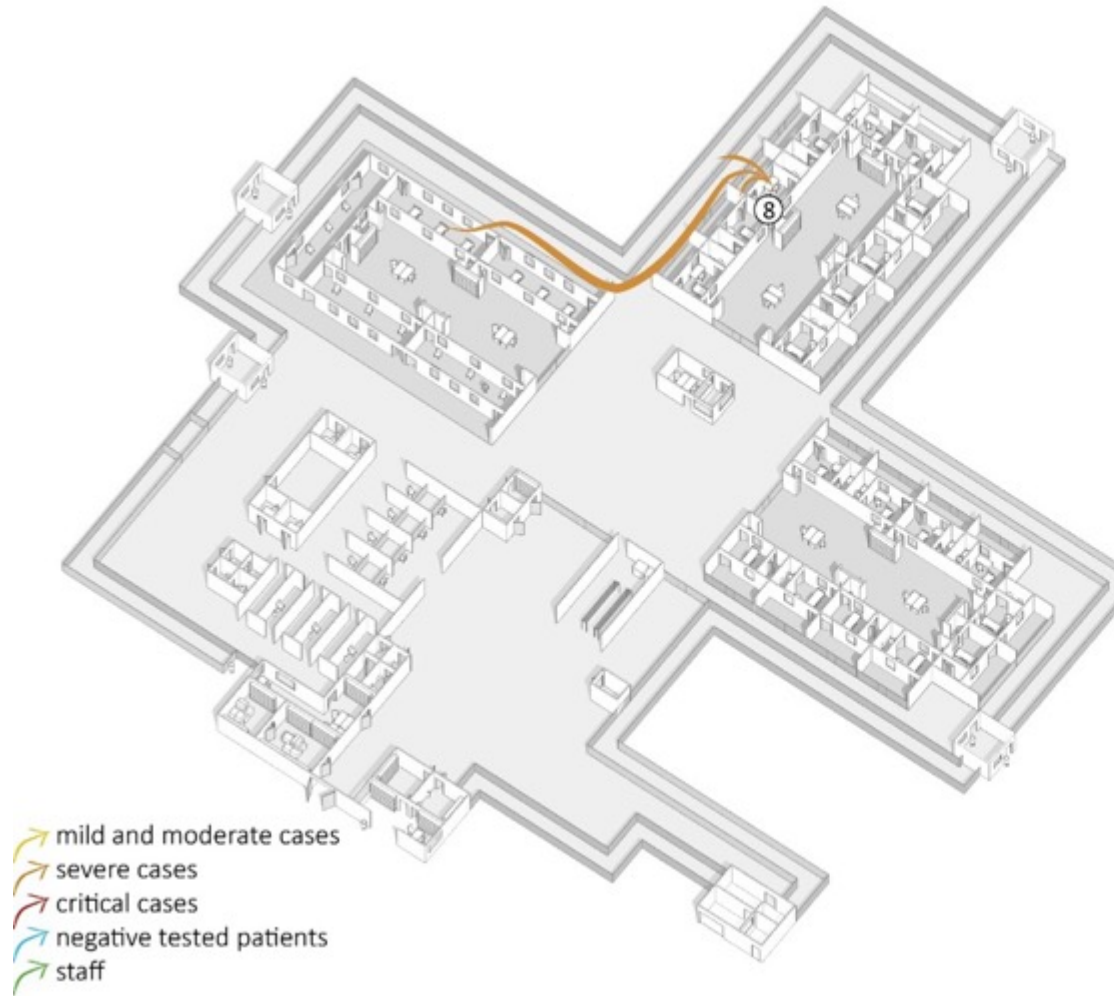 8
mild and moderate cases
severe cases
critical cases
negative tested patients
staff